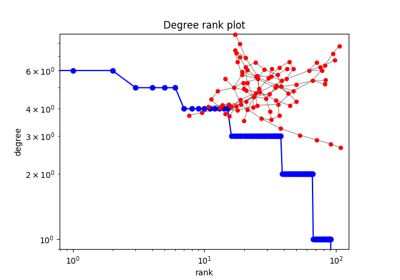 Degree rank plot
degree
6 × 10⁰
4 × 10⁰
3 × 10⁰
2 × 10⁰
10⁰
10⁰
10¹
10²
rank